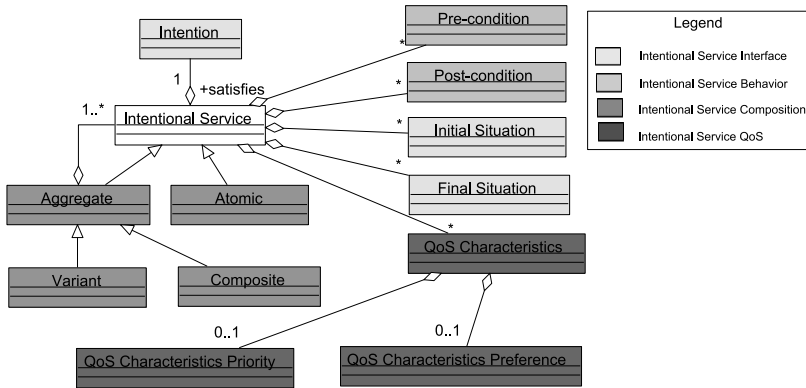 Intention
Pre-condition
Legend
Intentional Service Interface
Intentional Service Behavior
Intentional Service Composition
Intentional Service QoS
*
1
+satisfies
Post-condition
*
1..*
Intentional Service
Initial Situation
*
*
Final Situation
Aggregate
Atomic
*
QoS Characteristics
Variant
Composite
0..1
0..1
QoS Characteristics Priority
QoS Characteristics Preference